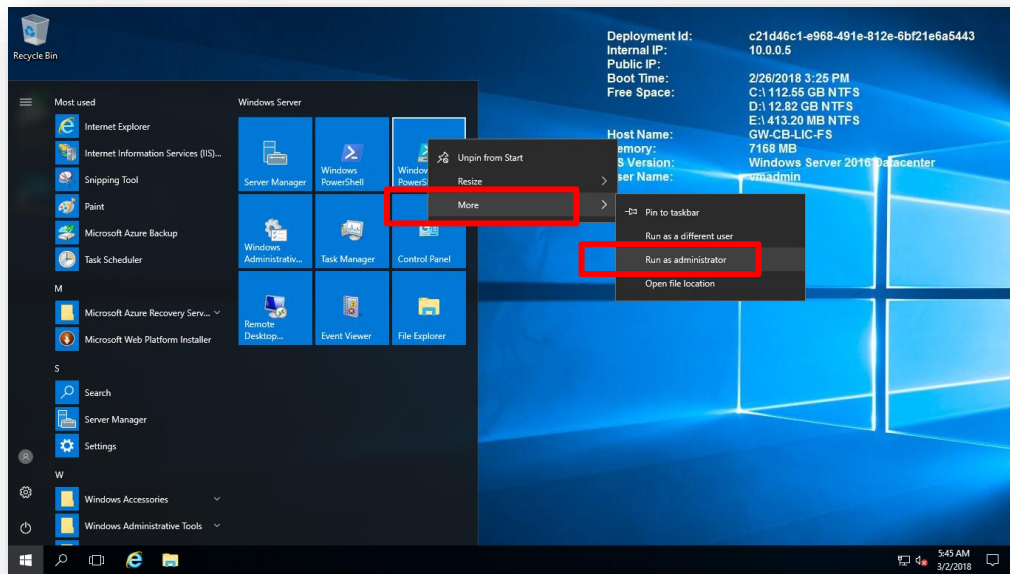 Recycle Bin
Deployment Id: c21d46c1-e968-491e-812e-6bf21e6a5443
Internal IP: 10.0.0.5
Public IP:
Boot Time: 2/26/2018 3:25 PM
Free Space: C:\ 112.55 GB NTFS
D:\ 12.82 GB NTFS
E:\ 413.20 MB NTFS
Host Name: GW-CB-LIC-FS
7168 MB
Windows Server 2016 Datacenter
vmadmin
Most used
Internet Explorer
Internet Information Services (IIS)...
Snipping Tool
Paint
Microsoft Azure Backup
Task Scheduler
M
Microsoft Azure Recovery Serv...
Microsoft Web Platform Installer
S
Search
Server Manager
Settings
W
Windows Accessories
Windows Administrative Tools
Windows Server
Server Manager
Windows
PowerShell
Windows
Administrativ...
Task Manager
Control Panel
Remote
Desktop...
Event Viewer
File Explorer
Unpin from Start
Resize
More
Pin to taskbar
Run as a different user
Run as administrator
Open file location
5:45 AM
3/2/2018